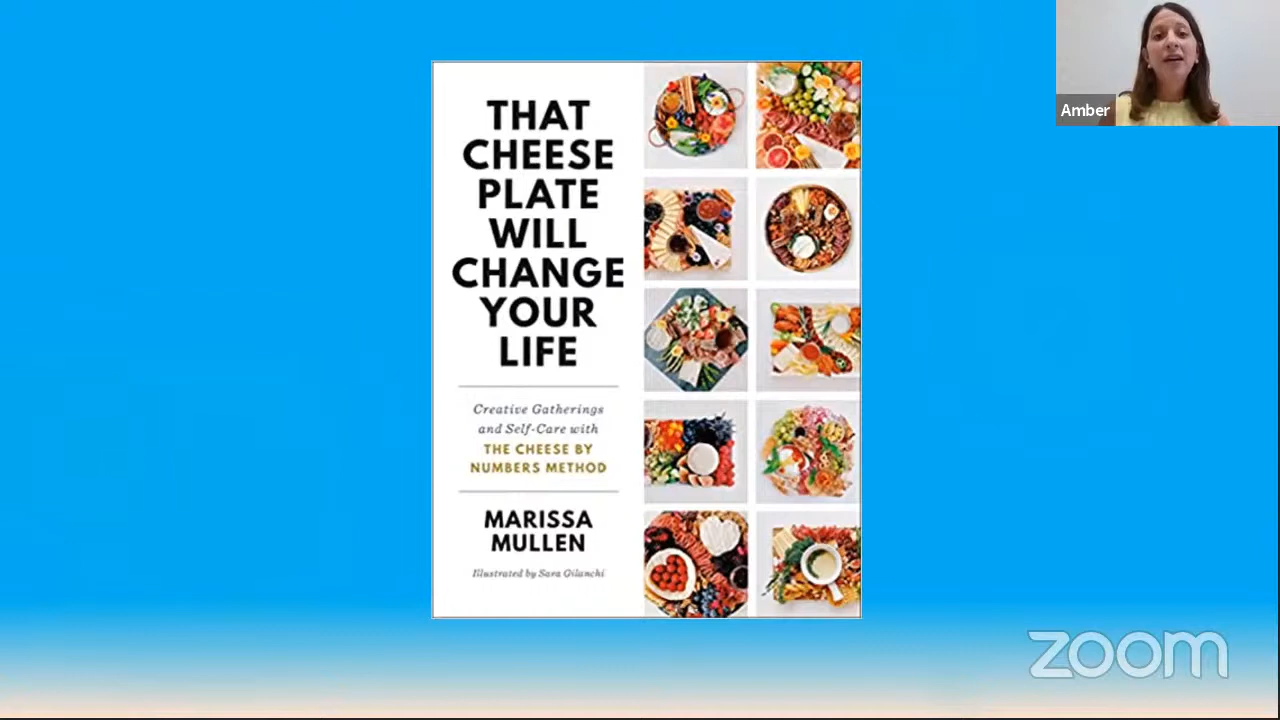 THAT
CHEESE
PLATE
WILL
CHANGE
YOUR
LIFE
Creative Gatherings
and Self-Care with
THE CHEESE BY
NUMBERS METHOD
MARISSA
MULLEN
Illustrated by Sara Gilanchi
Amber
zoom